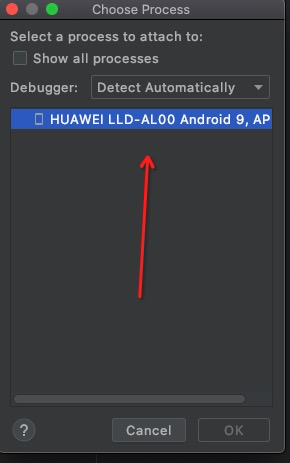 Choose Process
Select a process to attach to:
Show all processes
Debugger: Detect Automatically
HUAWEI LLD-AL00 Android 9, AP
? Cancel OK